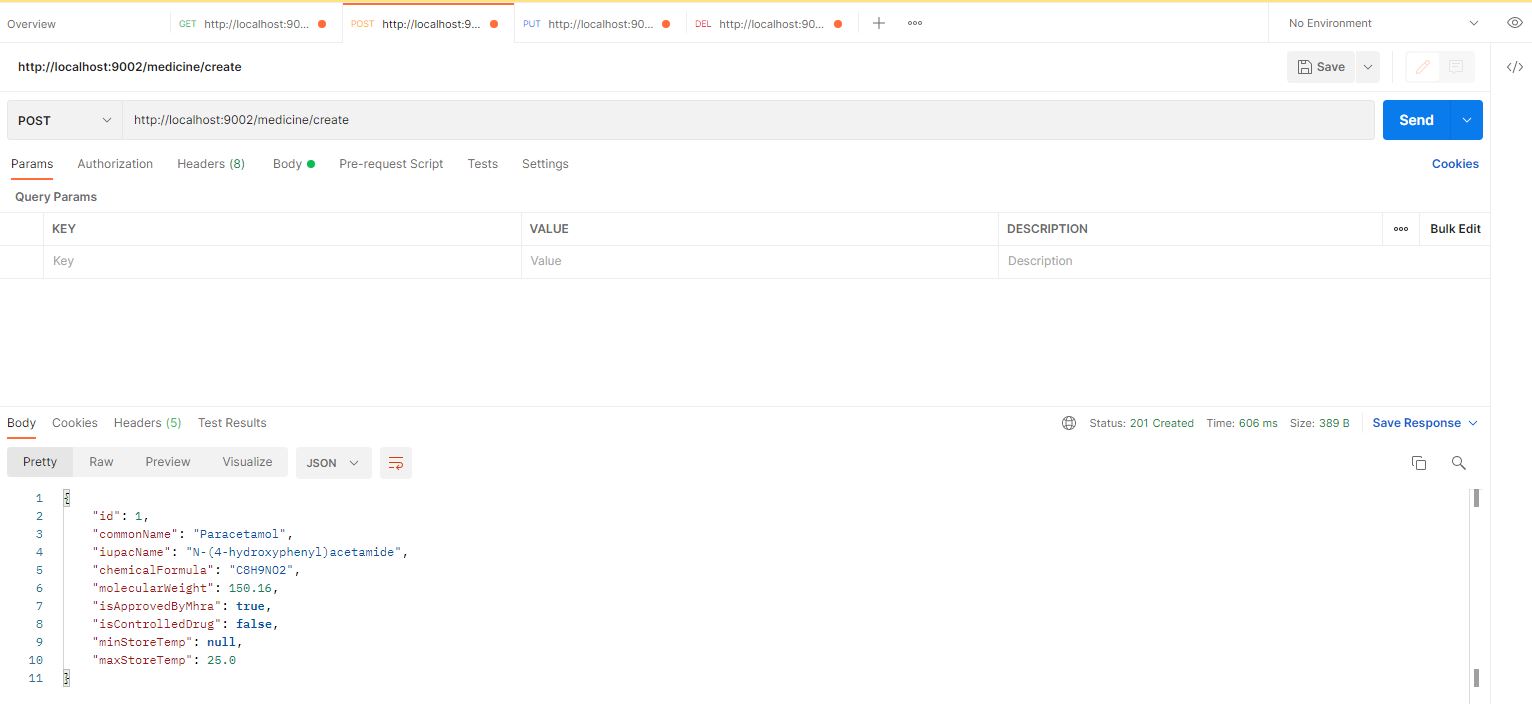 Overview GET http://localhost:90... POST http://localhost:9... PUT http://localhost:90... DEL http://localhost:90... No Environment
http://localhost:9002/medicine/create Save
POST http://localhost:9002/medicine/create Send
Params Authorization Headers (8) Body Pre-request Script Tests Settings Cookies
Query Params
KEY VALUE DESCRIPTION Bulk Edit
Key Value Description
Body Cookies Headers (5) Test Results Status: 201 Created Time: 606 ms Size: 389 B Save Response
Pretty Raw Preview Visualize JSON
1 {
2 "id": 1,
3 "commonName": "Paracetamol",
4 "iupacName": "N-(4-hydroxyphenyl)acetamide",
5 "chemicalFormula": "C8H9NO2",
6 "molecularWeight": 150.16,
7 "isApprovedByMhra": true,
8 "isControlledDrug": false,
9 "minStoreTemp": null,
10 "maxStoreTemp": 25.0
11 }